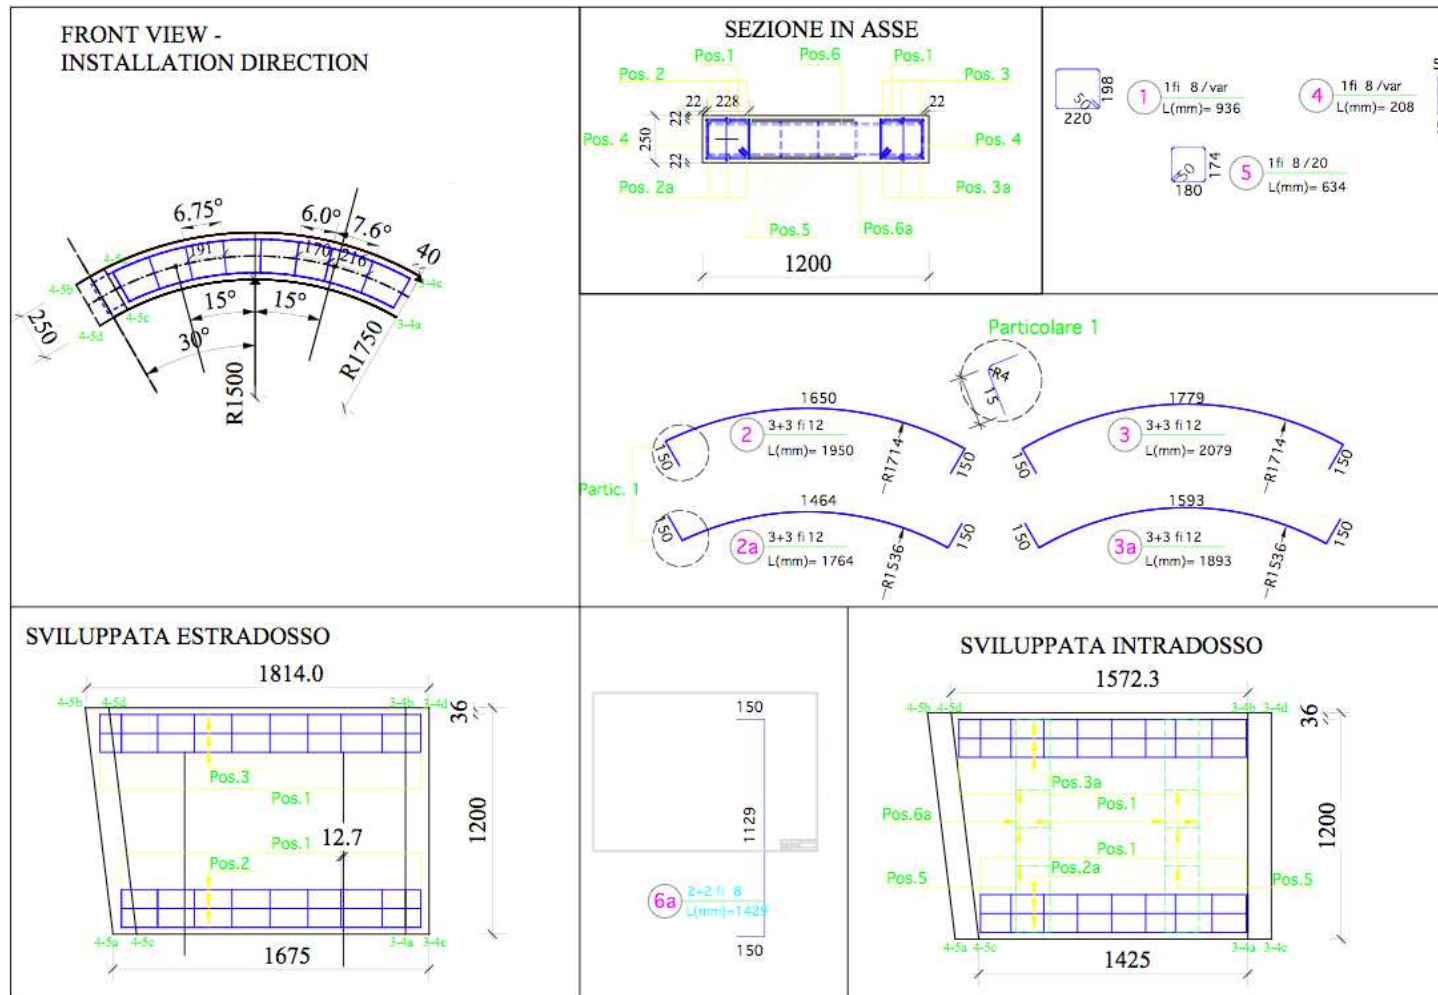 FRONT VIEW -
INSTALLATION DIRECTION
6.75°
6.0°
7.6°
40
191
170
216
4-5b
4-5c
4-5d
3-4c
3-4a
250
15°
15°
30°
R1500
R1750
SEZIONE IN ASSE
Pos.1
Pos.6
Pos.1
Pos. 2
Pos. 3
22
228
22
22
250
22
Pos. 4
Pos. 4
Pos. 2a
Pos. 3a
Pos.5
Pos.6a
1200
50
198
220
1
1fi 8/var
L(mm)= 936
4
1fi 8/var
L(mm)= 208
50
174
180
5
1fi 8/20
L(mm)= 634
Particolare 1
R4
15
1650
2
3+3 fi12
L(mm)= 1950
150
150
R1714
1779
3
3+3 fi12
L(mm)= 2079
150
150
R1714
Partic. 1
1464
2a
3+3 fi12
L(mm)= 1764
150
150
R1536
1593
3a
3+3 fi12
L(mm)= 1893
150
150
R1536
SVILUPPATA ESTRADOSSO
1814.0
4-5b
4-5d
3-4b
3-4d
36
Pos.3
Pos.1
Pos.1
12.7
Pos.2
1200
4-5a
4-5c
3-4a
3-4c
1675
150
1129
6a
2+2 fi 8
L(mm)=1429
150
SVILUPPATA INTRADOSSO
1572.3
4-5b
4-5d
3-4b
3-4d
36
Pos.3a
Pos.6a
Pos.1
Pos.1
Pos.2a
Pos.5
Pos.5
1200
4-5a
4-5c
3-4a
3-4c
1425